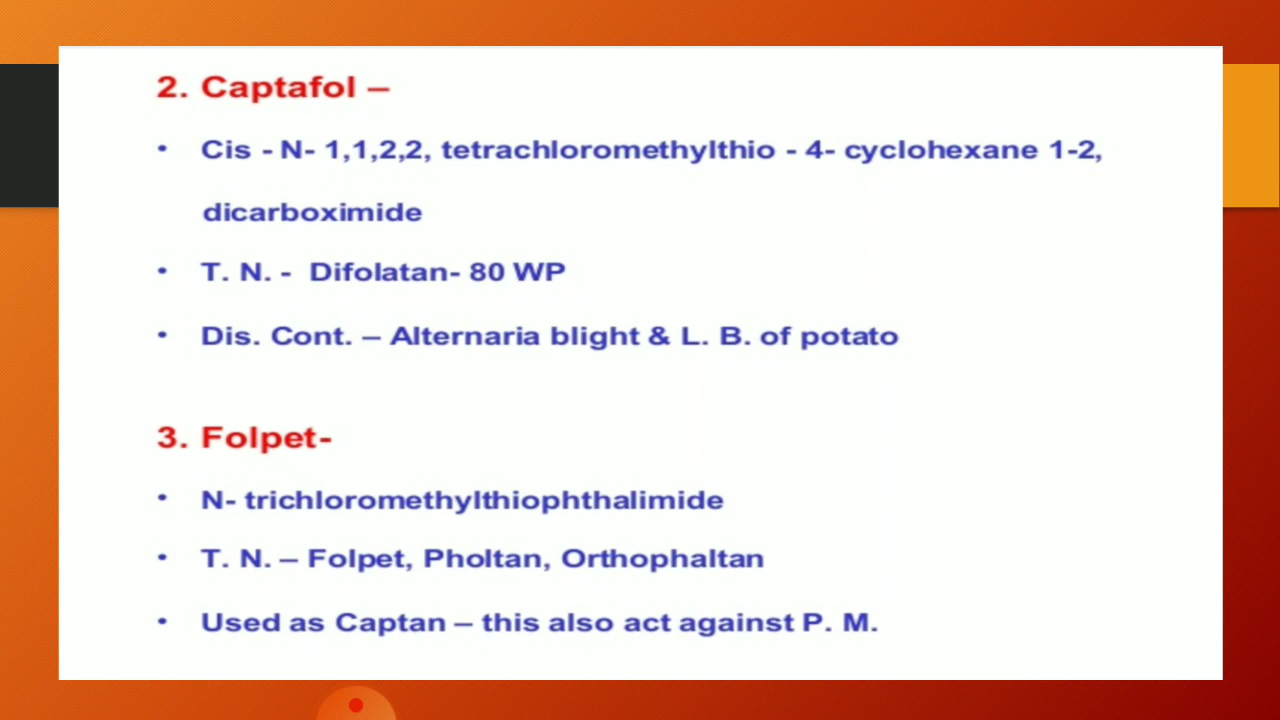 2. Captafol –
• Cis - N- 1,1,2,2, tetrachloromethylthio - 4- cyclohexane 1-2,
dicarboximide
• T. N. - Difolatan- 80 WP
• Dis. Cont. – Alternaria blight & L. B. of potato
3. Folpet-
• N- trichloromethylthiophthalimide
• T. N. – Folpet, Pholtan, Orthophaltan
• Used as Captan – this also act against P. M.